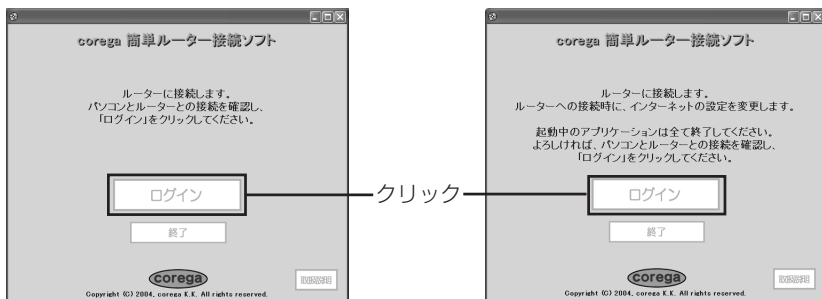 corega 簡単ルーター接続ソフト
ルーターに接続します。
パソコンとルーターとの接続を確認し、
「ログイン」をクリックしてください。
ログイン
終了
corega
Copyright (C) 2004, corega K.K. All rights reserved.
取扱説明
クリック
corega 簡単ルーター接続ソフト
ルーターに接続します。
ルーターへの接続時に、インターネットの設定を変更します。
起動中のアプリケーションは全て終了してください。
よろしければ、パソコンとルーターとの接続を確認し、
「ログイン」をクリックしてください。
ログイン
終了
corega
Copyright (C) 2004, corega K.K. All rights reserved.
取扱説明